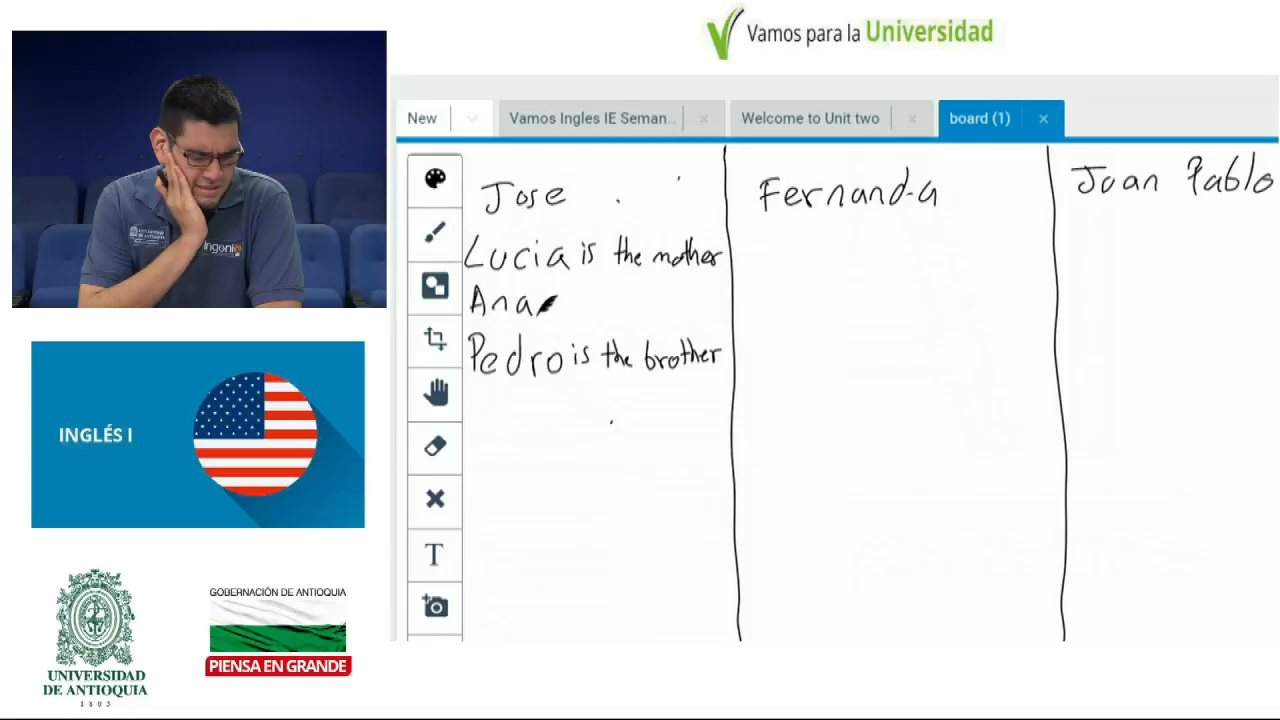 Vamos para la Universidad
New
Vamos Ingles IE Seman...
Welcome to Unit two
board (1)
Jose
Lucia is the mother
Ana
Pedro is the brother
Fernanda
Juan Pablo
ingeni@
INGLÉS I
T
UNIVERSIDAD
DE ANTIOQUIA
1803
GOBERNACIÓN DE ANTIOQUIA
PIENSA EN GRANDE